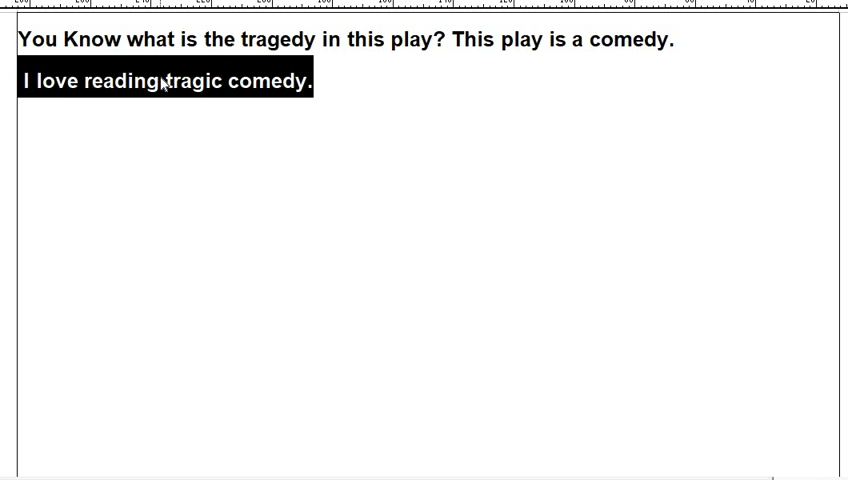 You Know what is the tragedy in this play? This play is a comedy.
I love reading tragic comedy.